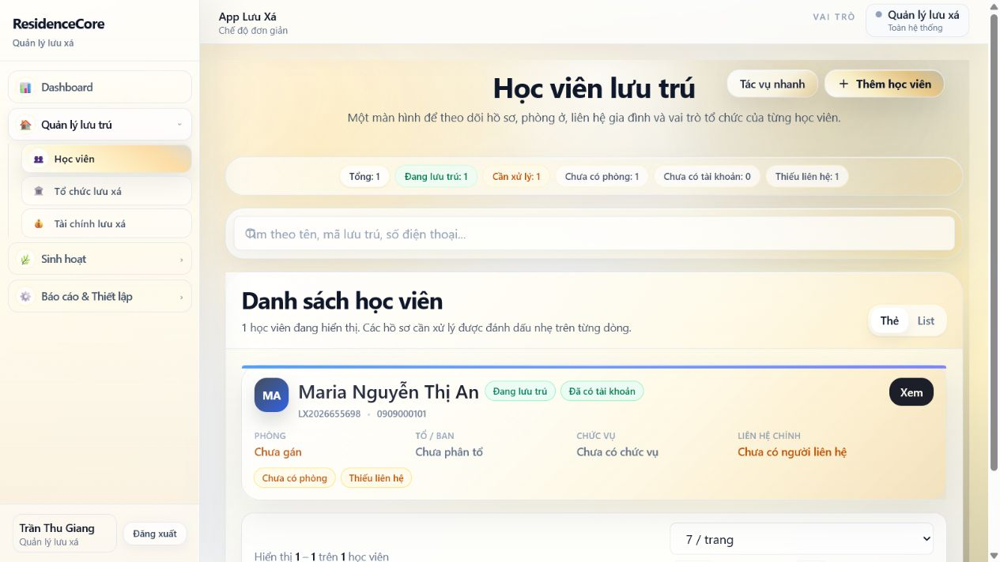 ResidenceCore
Quản lý lưu xá
Dashboard
Quản lý lưu trú
Học viên
Tổ chức lưu xá
Tài chính lưu xá
Sinh hoạt
Báo cáo & Thiết lập
Trần Thu Giang
Quản lý lưu xá
Đăng xuất
App Lưu Xá
Chế độ đơn giản
VAI TRÒ
Quản lý lưu xá
Toàn hệ thống
Học viên lưu trú
Tác vụ nhanh
+ Thêm học viên
Một màn hình để theo dõi hồ sơ, phòng ở, liên hệ gia đình và vai trò tổ chức của từng học viên.
Tổng: 1
Đang lưu trú: 1
Cần xử lý: 1
Chưa có phòng: 1
Chưa có tài khoản: 0
Thiếu liên hệ: 1
Tìm theo tên, mã lưu trú, số điện thoại...
Danh sách học viên
1 học viên đang hiển thị. Các hồ sơ cần xử lý được đánh dấu nhẹ trên từng dòng.
Thẻ
List
MA
Maria Nguyễn Thị An
Đang lưu trú
Đã có tài khoản
Xem
LX2026655698 • 0909000101
PHÒNG
Chưa gán
TỔ / BAN
Chưa phân tổ
CHỨC VỤ
Chưa có chức vụ
LIÊN HỆ CHÍNH
Chưa có người liên hệ
Chưa có phòng
Thiếu liên hệ
7 / trang
Hiển thị 1 – 1 trên 1 học viên